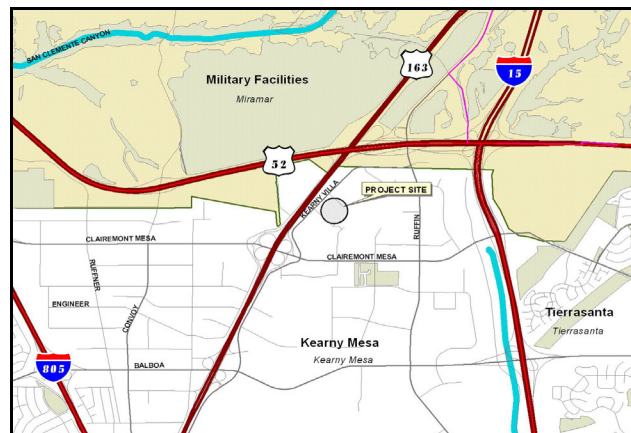 SAN CLEMENTE CANYON
163
15
Military Facilities
Miramar
52
KEARNY VILLA
PROJECT SITE
RUFFIN
CLAIREMONT MESA
CLAIREMONT MESA
RUFFNER
CONVOY
ENGINEER
Tierrasanta
Tierrasanta
Kearny Mesa
Kearny Mesa
805
BALBOA